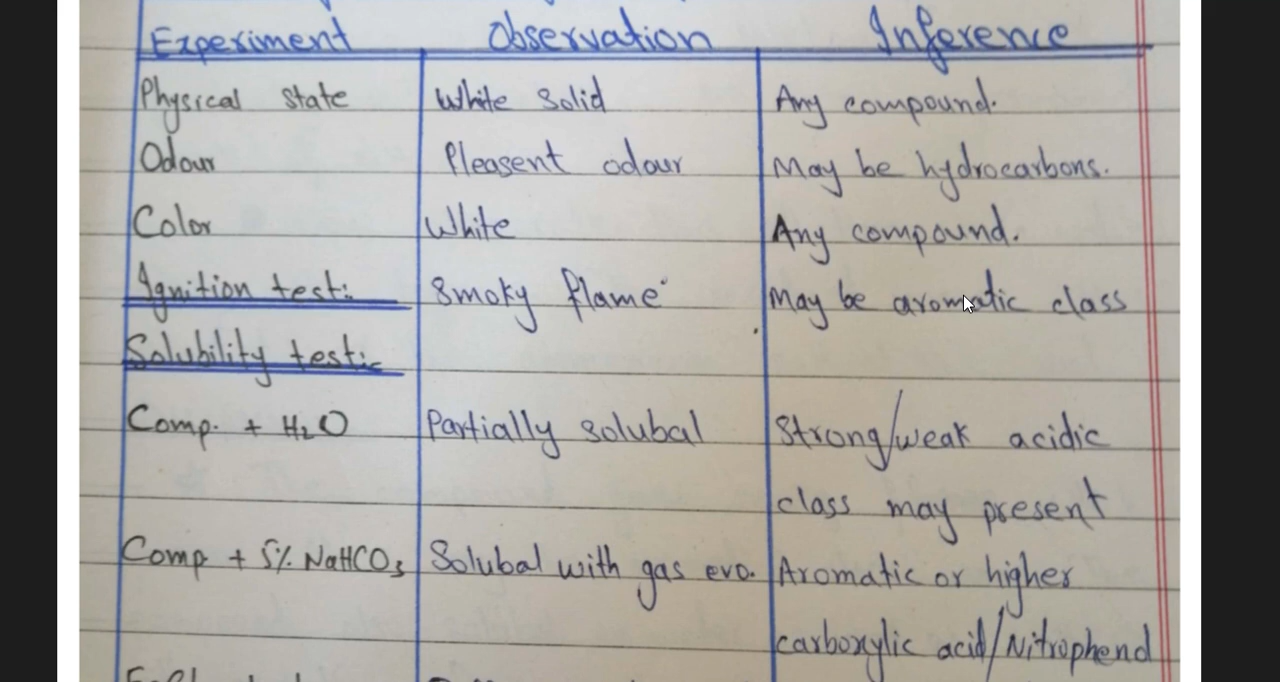 Experiment Observation Inference
Physical state White solid Any compound.
Odour Pleasent odour May be hydrocarbons.
Color White Any compound.
Ignition test:- Smoky flame May be aromatic class
Solubility test:-
Comp. + H₂O Partially solubal Strong/weak acidic
class may present
Comp + 5% NaHCO₃ Solubal with gas evo. Aromatic or higher
carboxylic acid/Nitrophenol